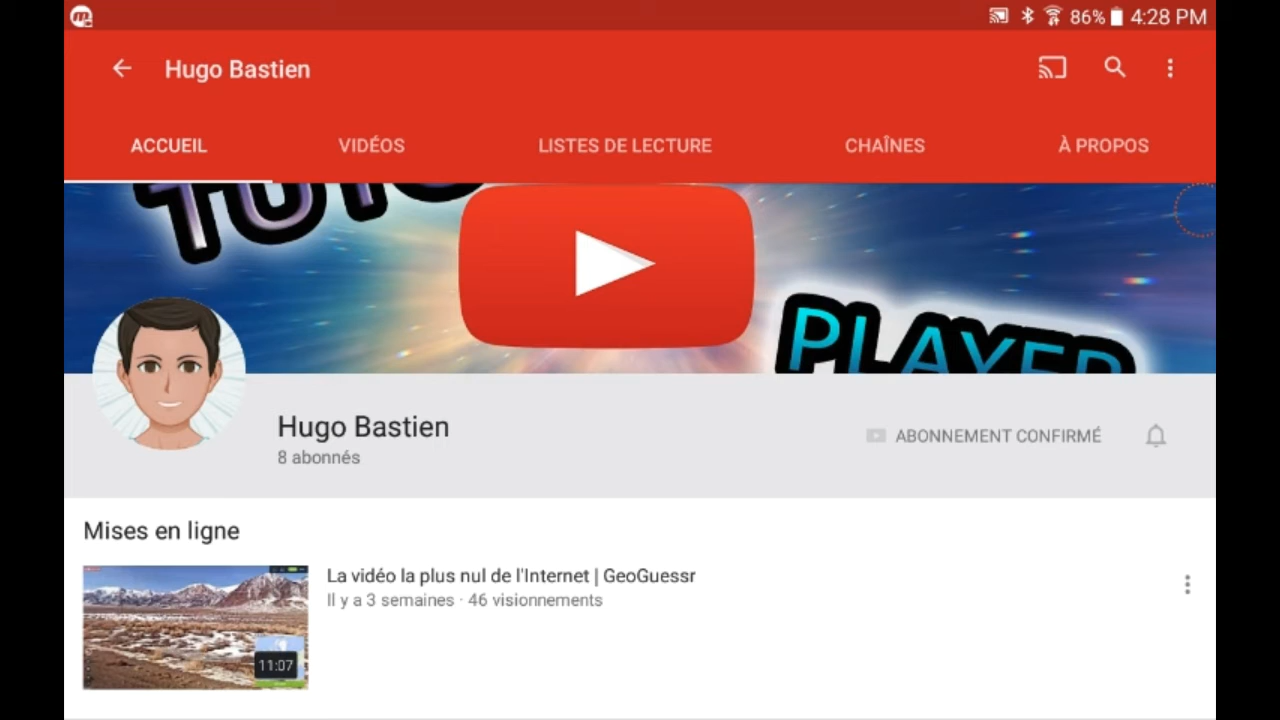 86% 4:28 PM
Hugo Bastien
ACCUEIL VIDÉOS LISTES DE LECTURE CHAÎNES À PROPOS
TUTO
PLAYER
Hugo Bastien
8 abonnés
ABONNEMENT CONFIRMÉ
Mises en ligne
La vidéo la plus nul de l'Internet | GeoGuessr
Il y a 3 semaines · 46 visionnements
11:07